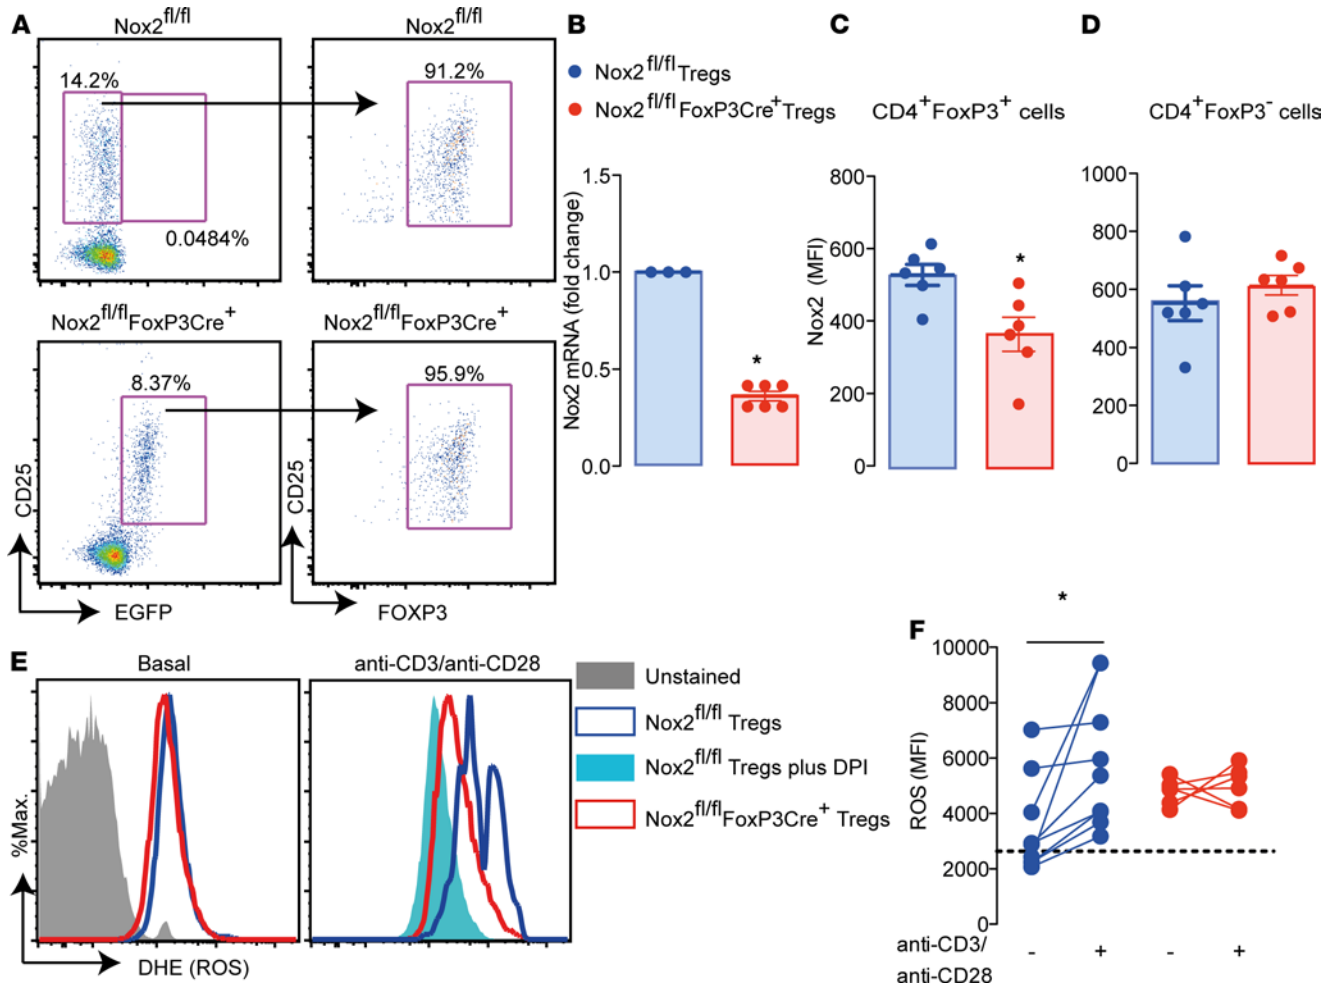 A
Nox2fl/fl
Nox2fl/fl
14.2%
91.2%
0.0484%
Nox2fl/flFoxP3Cre+
Nox2fl/flFoxP3Cre+
8.37%
95.9%
CD25
CD25
EGFP
FOXP3
B
Nox2fl/flTregs
Nox2fl/flFoxP3Cre+Tregs
Nox2 mRNA (fold change)
1.5
1.0
0.5
0.0
*
C
CD4+FoxP3+ cells
Nox2 (MFI)
800
600
400
200
0
*
D
CD4+FoxP3- cells
1000
800
600
400
200
0
E
Basal
anti-CD3/anti-CD28
%Max.
DHE (ROS)
Unstained
Nox2fl/fl Tregs
Nox2fl/fl Tregs plus DPI
Nox2fl/flFoxP3Cre+ Tregs
F
*
ROS (MFI)
10000
8000
6000
4000
2000
0
anti-CD3/
anti-CD28
- + - +